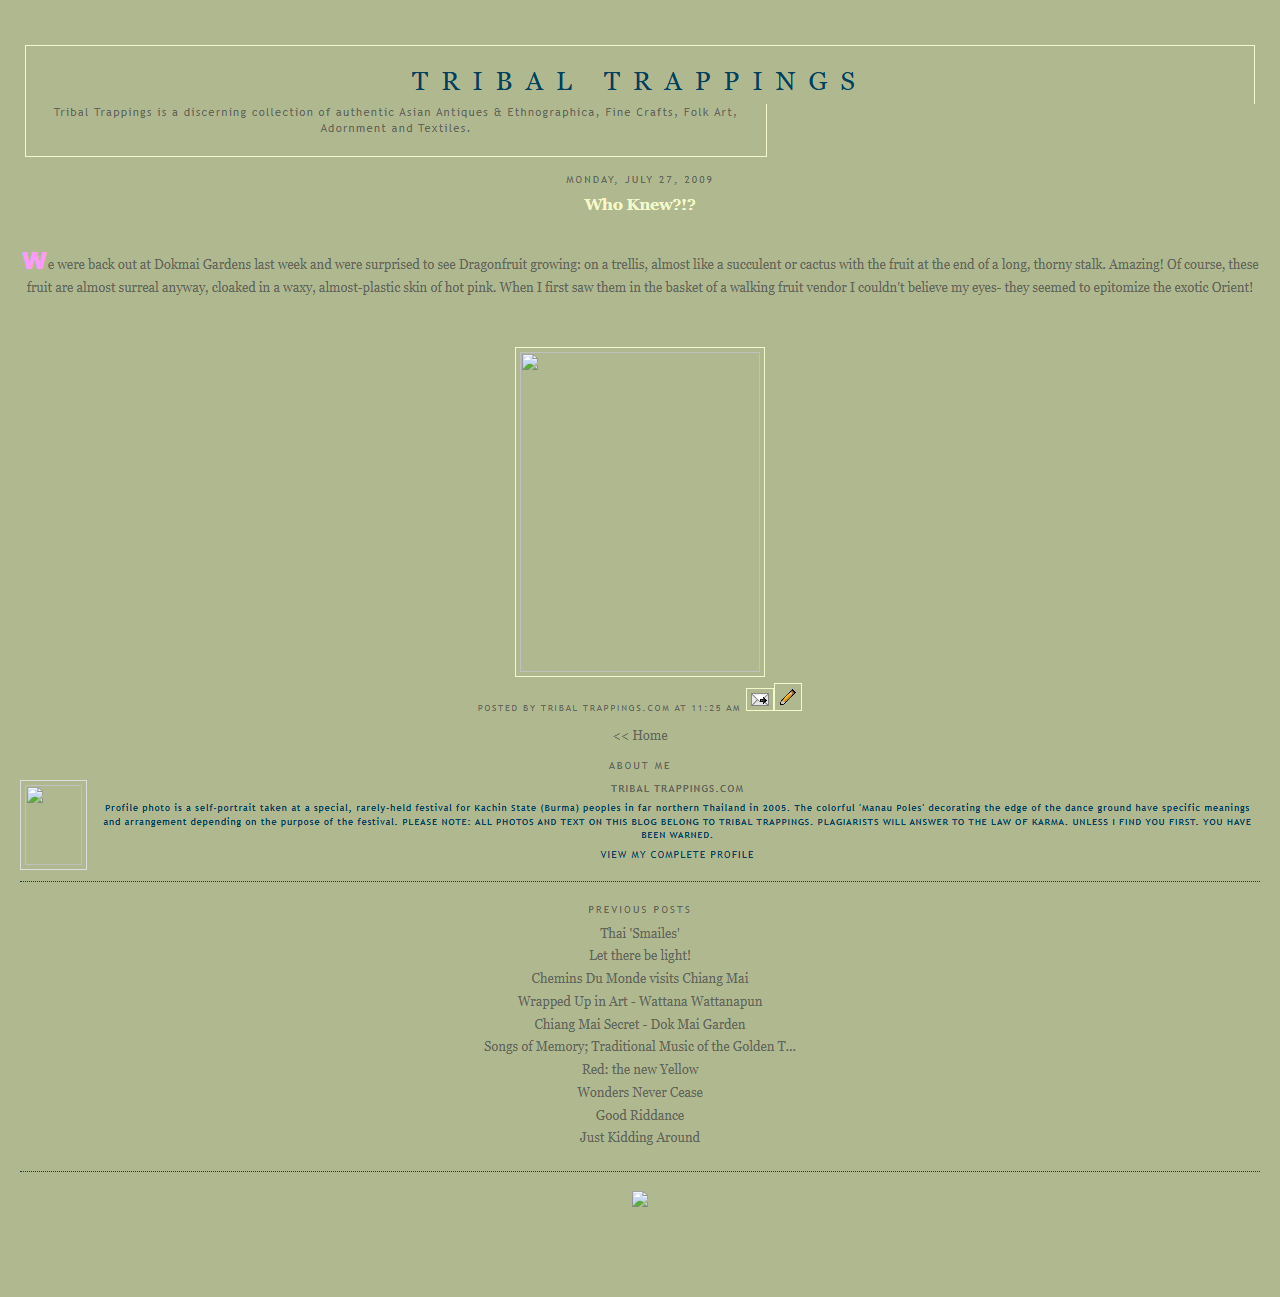 TRIBAL TRAPPINGS
Tribal Trappings is a discerning collection of authentic Asian Antiques & Ethnographica, Fine Crafts, Folk Art,
Adornment and Textiles.
MONDAY, JULY 27, 2009
Who Knew?!?
We were back out at Dokmai Gardens last week and were surprised to see Dragonfruit growing: on a trellis, almost like a succulent or cactus with the fruit at the end of a long, thorny stalk. Amazing! Of course, these
fruit are almost surreal anyway, cloaked in a waxy, almost-plastic skin of hot pink. When I first saw them in the basket of a walking fruit vendor I couldn't believe my eyes- they seemed to epitomize the exotic Orient!
POSTED BY TRIBAL TRAPPINGS.COM AT 11:25 AM
<< Home
ABOUT ME
TRIBAL TRAPPINGS.COM
Profile photo is a self-portrait taken at a special, rarely-held festival for Kachin State (Burma) peoples in far northern Thailand in 2005. The colorful 'Manau Poles' decorating the edge of the dance ground have specific meanings
and arrangement depending on the purpose of the festival. PLEASE NOTE: ALL PHOTOS AND TEXT ON THIS BLOG BELONG TO TRIBAL TRAPPINGS. PLAGIARISTS WILL ANSWER TO THE LAW OF KARMA. UNLESS I FIND YOU FIRST. YOU HAVE
BEEN WARNED.
VIEW MY COMPLETE PROFILE
PREVIOUS POSTS
Thai 'Smailes'
Let there be light!
Chemins Du Monde visits Chiang Mai
Wrapped Up in Art - Wattana Wattanapun
Chiang Mai Secret - Dok Mai Garden
Songs of Memory; Traditional Music of the Golden T...
Red: the new Yellow
Wonders Never Cease
Good Riddance
Just Kidding Around